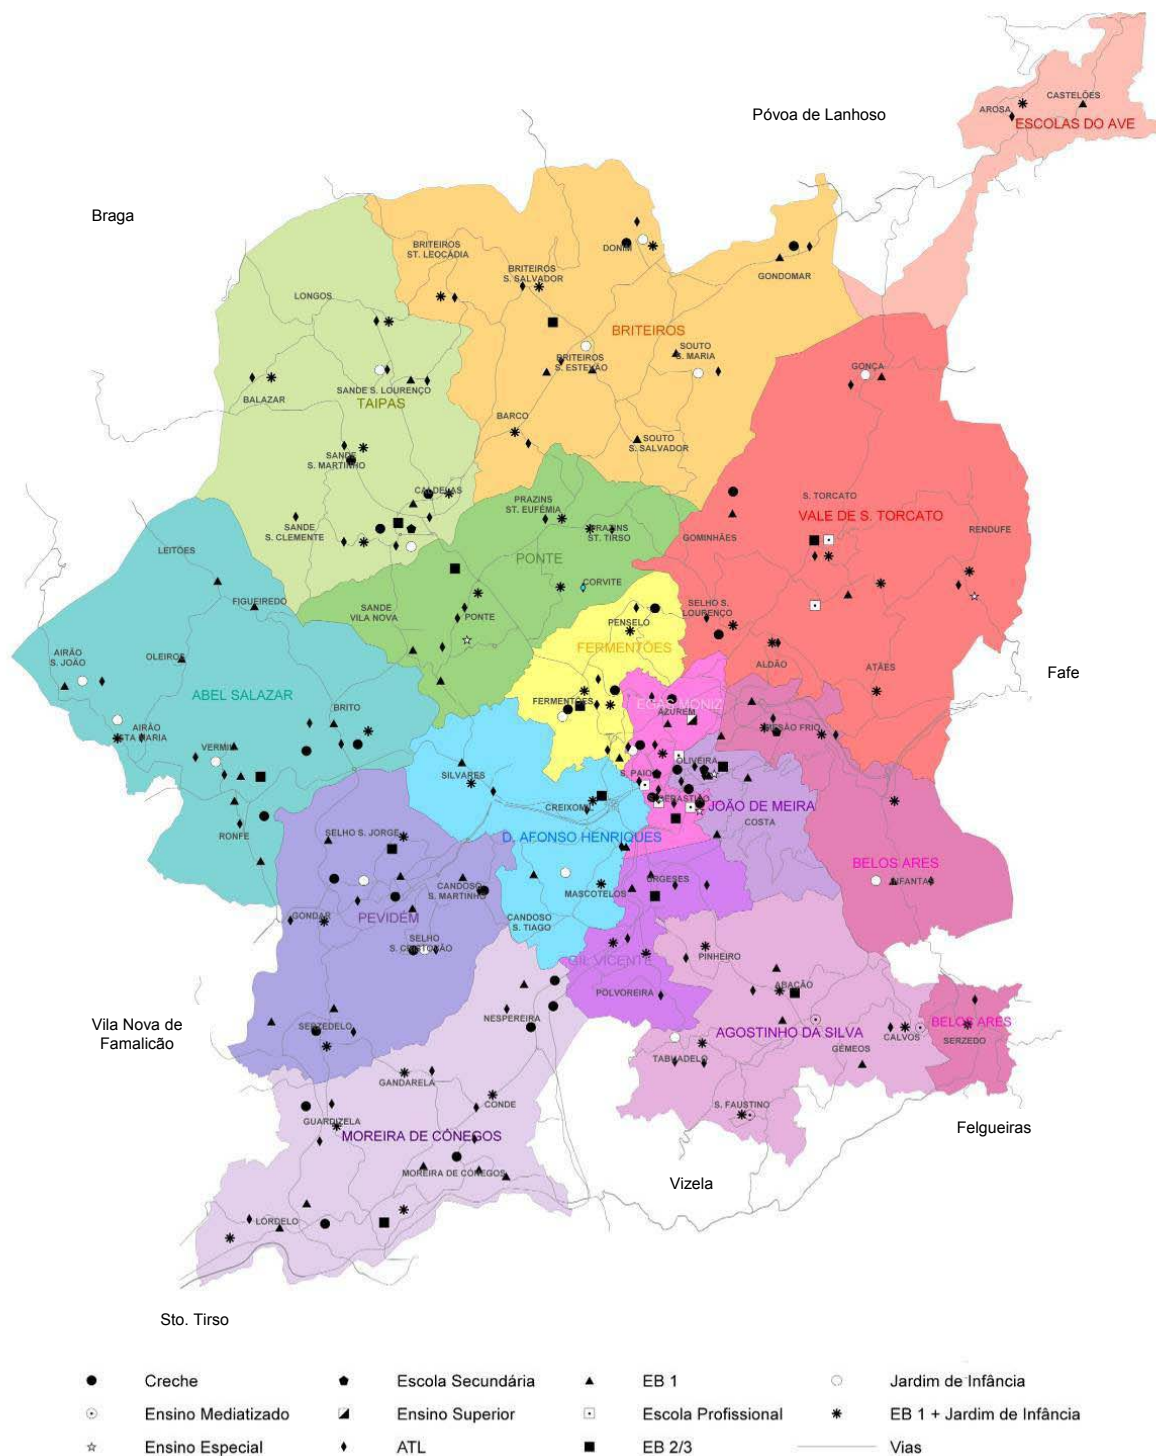 Póvoa de Lanhoso
CASTELÕES
AROSA
ESCOLAS DO AVE
Braga
BRITEIROS
ST. LEOCÁDIA
DONIM
BRITEIROS
S. SALVADOR
GONDOMAR
LONGOS
BRITEIROS
SOUTO
S. MARIA
BRITEIROS
S. ESTEVÃO
GONÇA
SANDE S. LOURENÇO
BALAZAR
TAIPAS
BARCO
SOUTO
S. SALVADOR
SANDE
S. MARTINHO
CALDELAS
PRAZINS
ST. EUFÉMIA
S. TORCATO
VALE DE S. TORCATO
SANDE
S. CLEMENTE
PRAZINS
ST. TIRSO
GOMINHÃES
RENDUFE
LEITÕES
PONTE
CORVITE
FIGUEIREDO
SANDE
VILA NOVA
PONTE
SELHO S.
LOURENÇO
PENSELO
FERMENTÕES
AIRÃO
S. JOÃO
OLEIROS
ALDÃO
ATÃES
Fafe
ABEL SALAZAR
FERMENTÕES
EGAS MONIZ
BRITO
AZURÉM
AIRÃO
STA MARIA
MESÃO FRIO
VERMIL
SILVARES
OLIVEIRA
S. PAIO
S. SEBASTIÃO
CREIXOMIL
JOÃO DE MEIRA
COSTA
RONFE
SELHO S. JORGE
D. AFONSO HENRIQUES
BELOS ARES
INFANTAS
URGESES
CANDOSO
S. MARTINHO
MASCOTELOS
GONDAR
PEVIDÉM
CANDOSO
S. TIAGO
SELHO
S. CRISTOVÃO
GIL VICENTE
PINHEIRO
ABAÇÃO
POLVOREIRA
NESPEREIRA
Vila Nova de
Famalicão
SERZEDELO
AGOSTINHO DA SILVA
BELOS ARES
CALVOS
SERZEDO
GÉMEOS
TABUADELO
GANDARELA
CONDE
S. FAUSTINO
GUARDIZELA
MOREIRA DE CÓNEGOS
Felgueiras
MOREIRA DE CÓNEGOS
Vizela
LORDELO
Sto. Tirso
Creche
Escola Secundária
EB 1
Jardim de Infância
Ensino Mediatizado
Ensino Superior
Escola Profissional
EB 1 + Jardim de Infância
Ensino Especial
ATL
EB 2/3
Vias